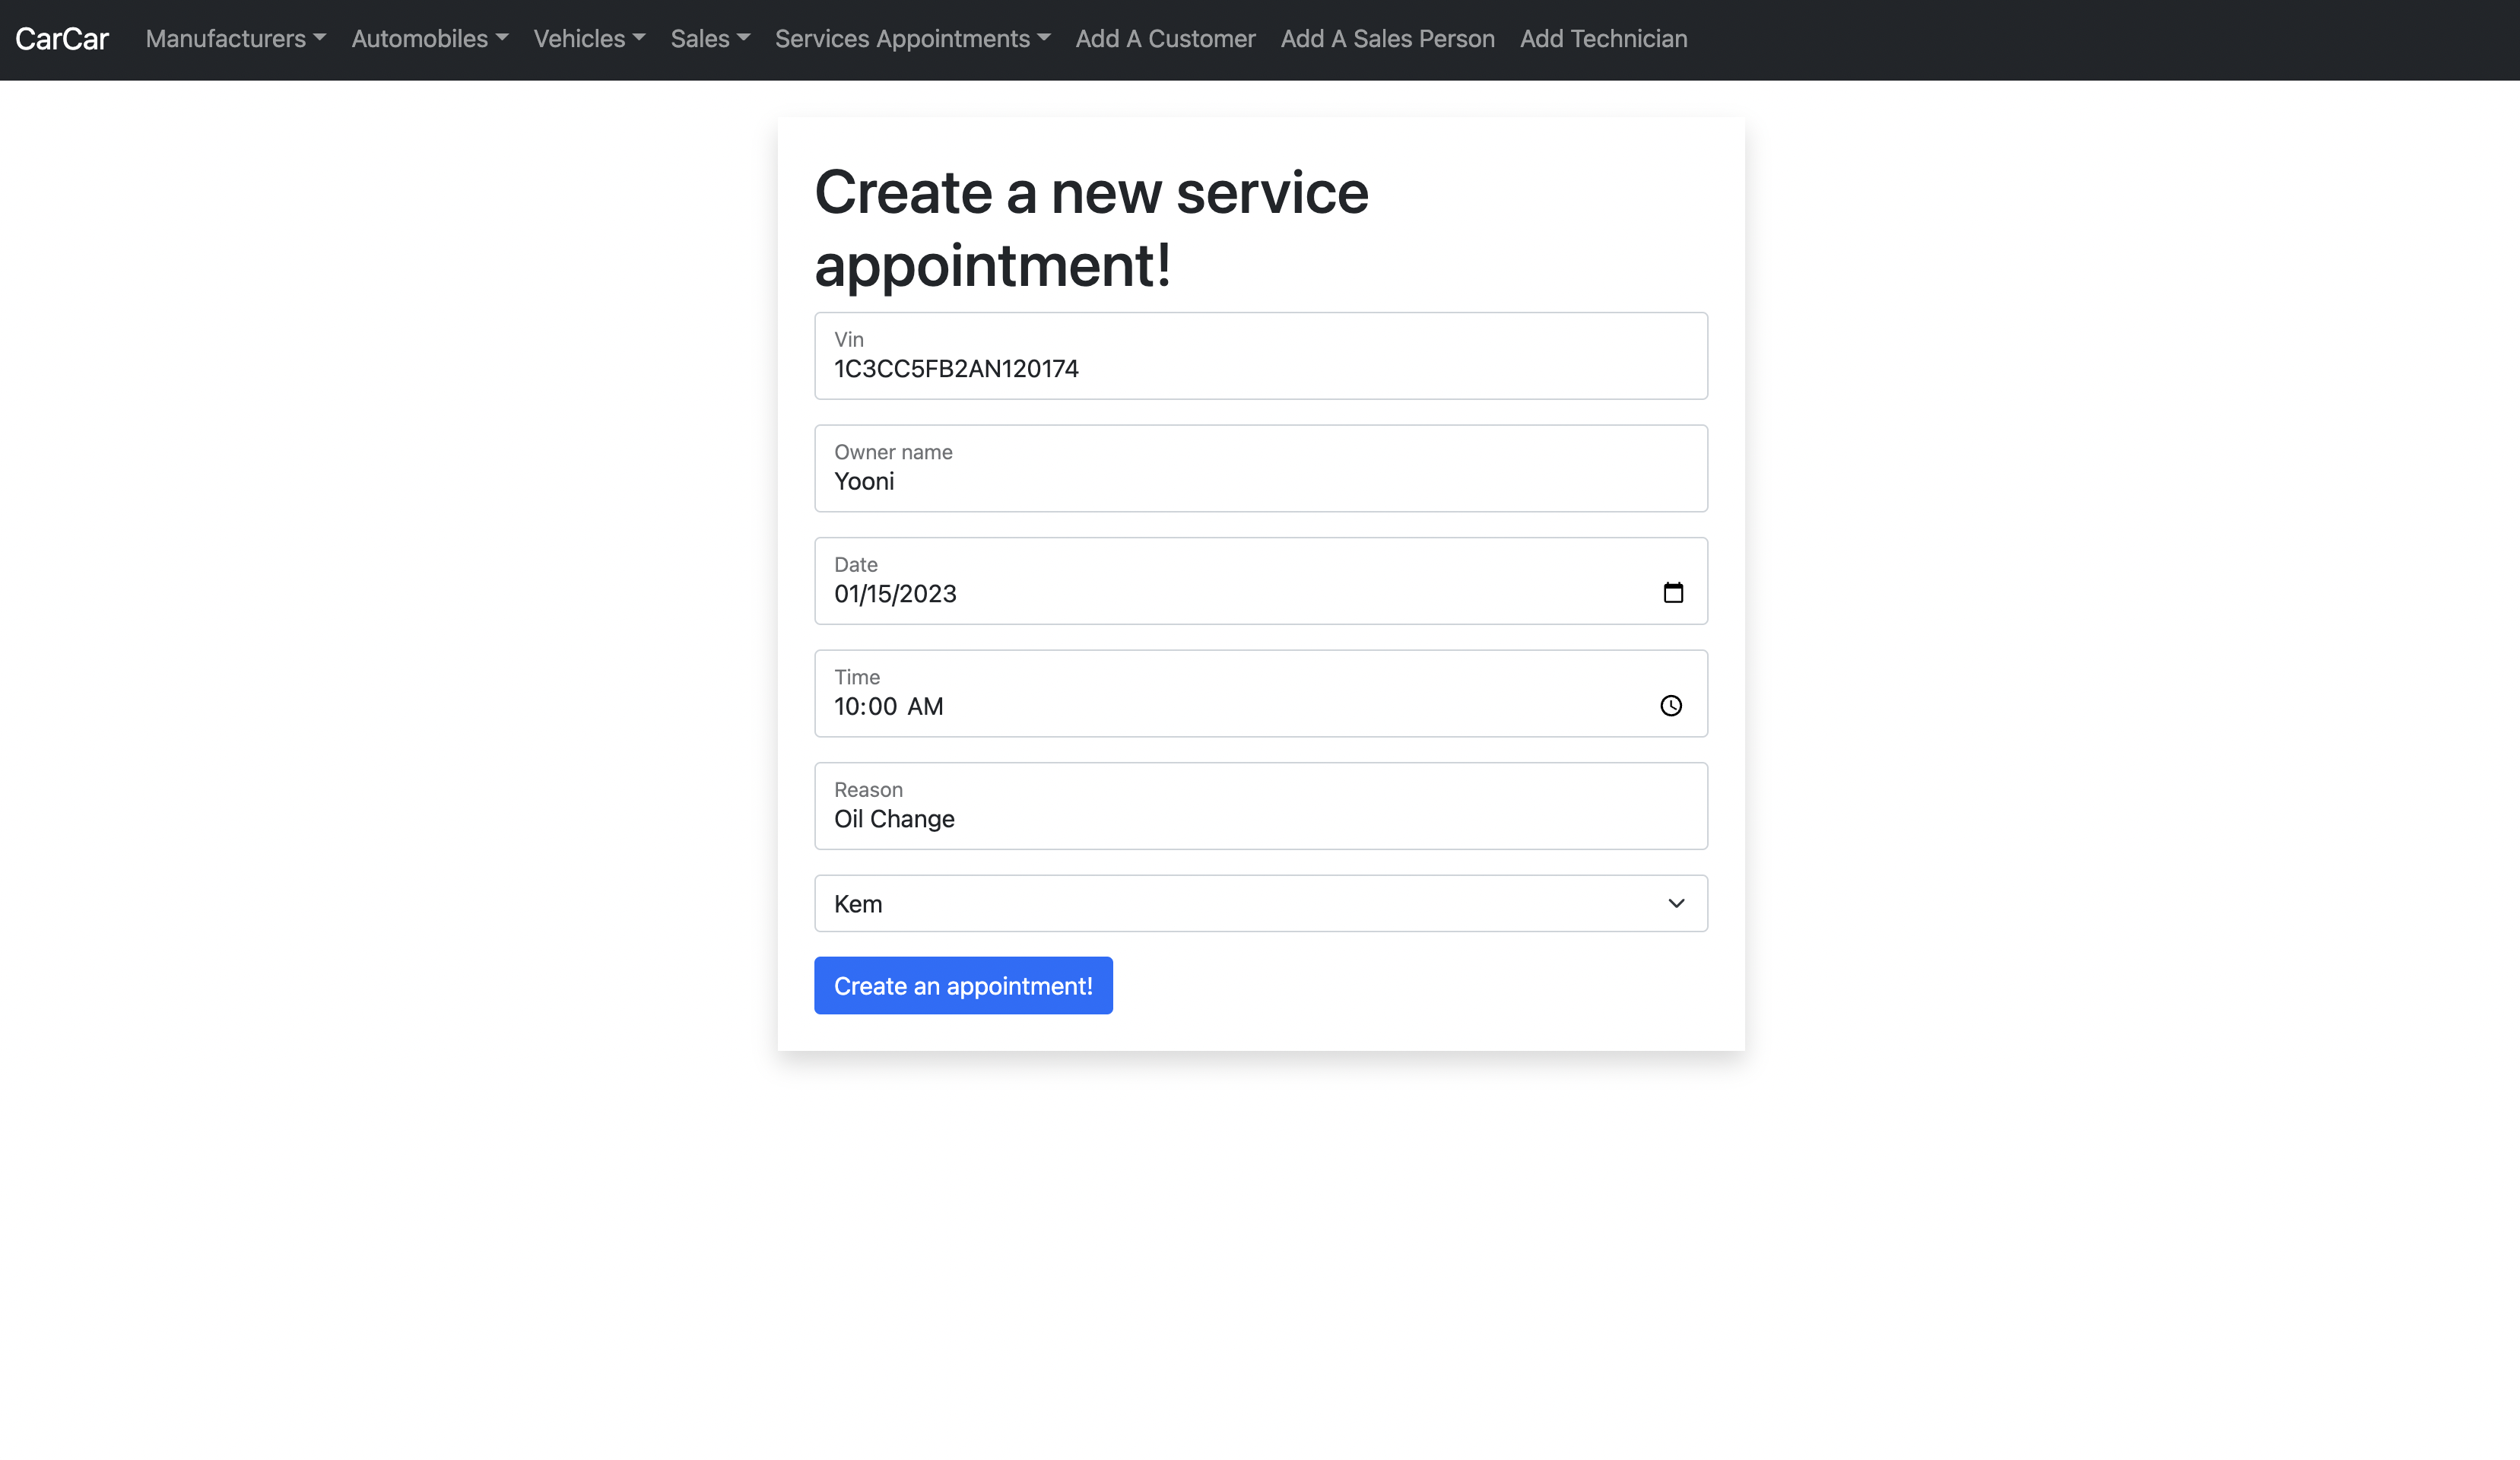 CarCar Manufacturers Automobiles Vehicles Sales Services Appointments Add A Customer Add A Sales Person Add Technician
Create a new service
appointment!
Vin
1C3CC5FB2AN120174
Owner name
Yooni
Date
01/15/2023
Time
10:00 AM
Reason
Oil Change
Kem
Create an appointment!